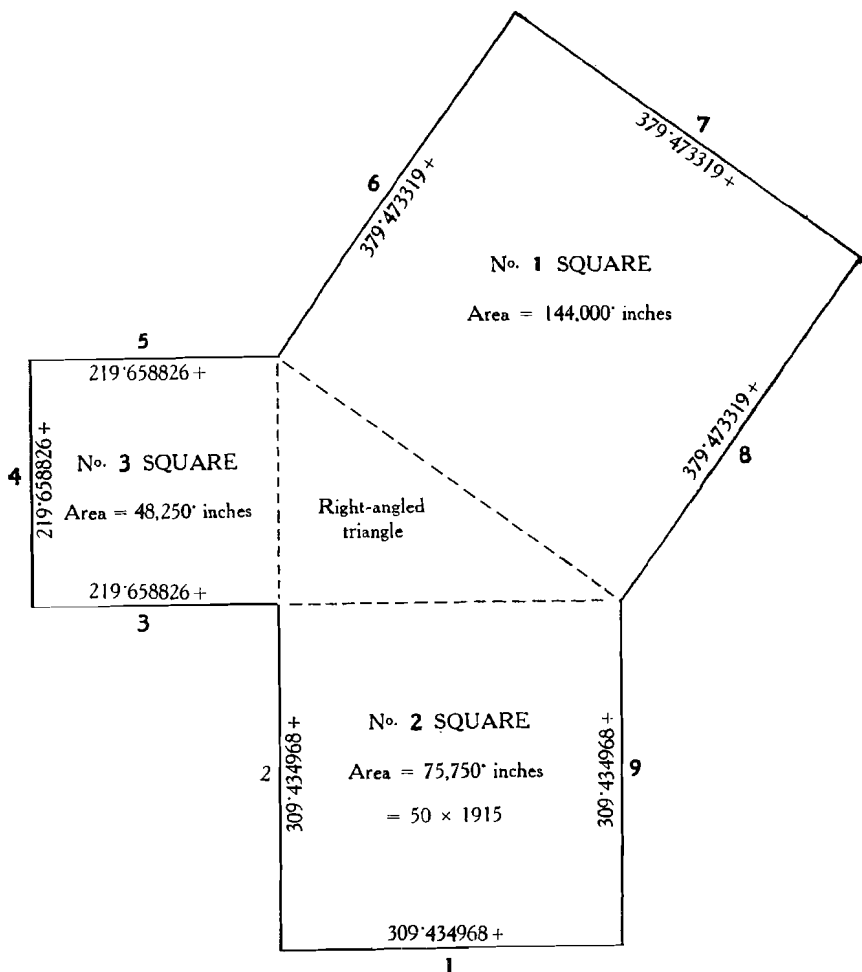 7
379·473319 +
6
379·473319 +
No. 1 SQUARE
Area = 144,000· inches
5
219·658826 +
379·473319 +
8
4
219·658826 +
No. 3 SQUARE
Area = 48,250· inches
Right-angled
triangle
219·658826 +
3
No. 2 SQUARE
2
309·434968 +
Area = 75,750· inches
309·434968 +
9
= 50 × 1915
309·434968 +
1